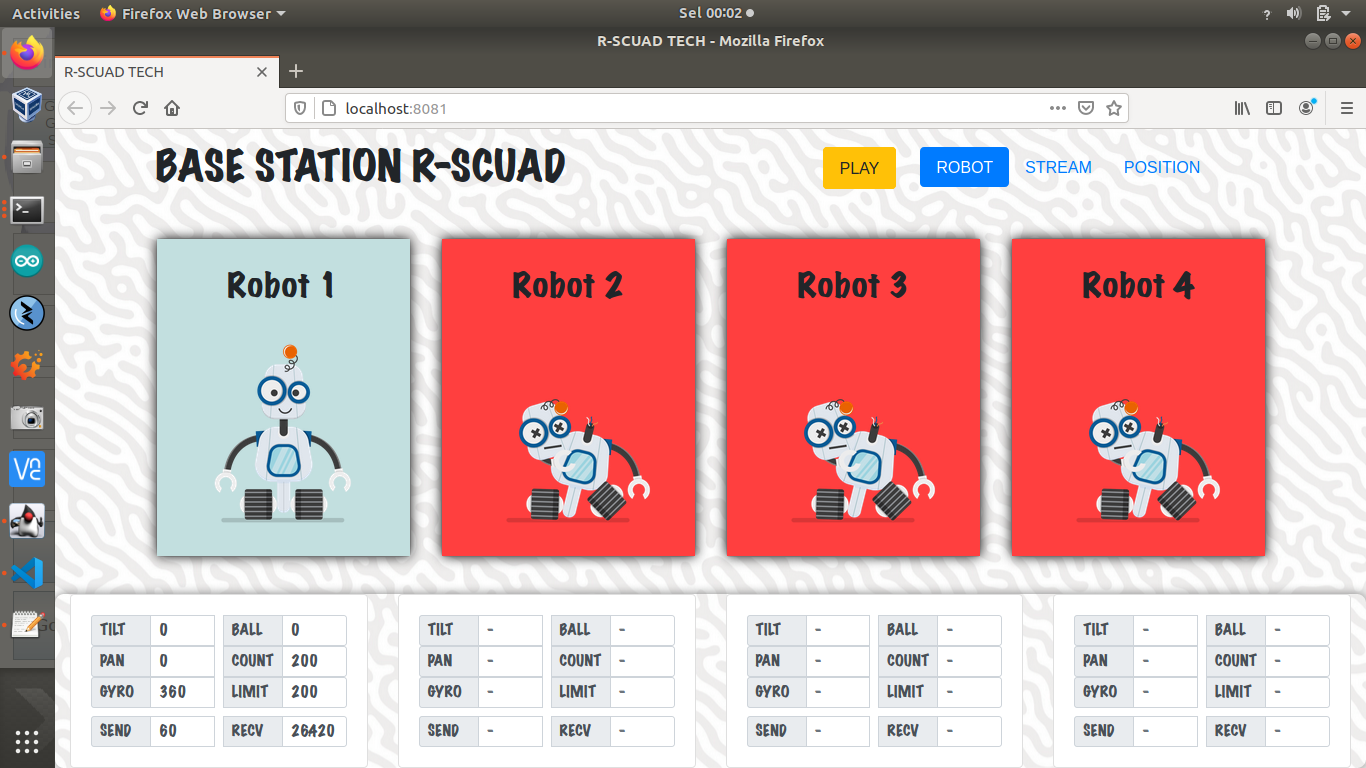 Activities Firefox Web Browser Sel 00:02
R-SCUAD TECH - Mozilla Firefox
R-SCUAD TECH
localhost:8081
BASE STATION R-SCUAD PLAY ROBOT STREAM POSITION
Robot 1 Robot 2 Robot 3 Robot 4
TILT 0 BALL 0 TILT - BALL - TILT - BALL - TILT - BALL -
PAN 0 COUNT 200 PAN - COUNT - PAN - COUNT - PAN - COUNT -
GYRO 360 LIMIT 200 GYRO - LIMIT - GYRO - LIMIT - GYRO - LIMIT -
SEND 60 RECV 26420 SEND - RECV - SEND - RECV - SEND - RECV -